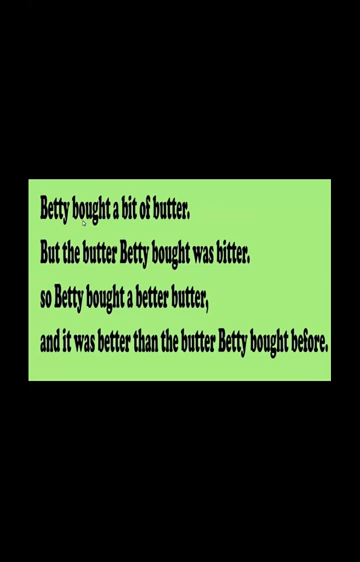 Betty bought a bit of butter.
But the butter Betty bought was bitter.
so Betty bought a better butter,
and it was better than the butter Betty bought before.